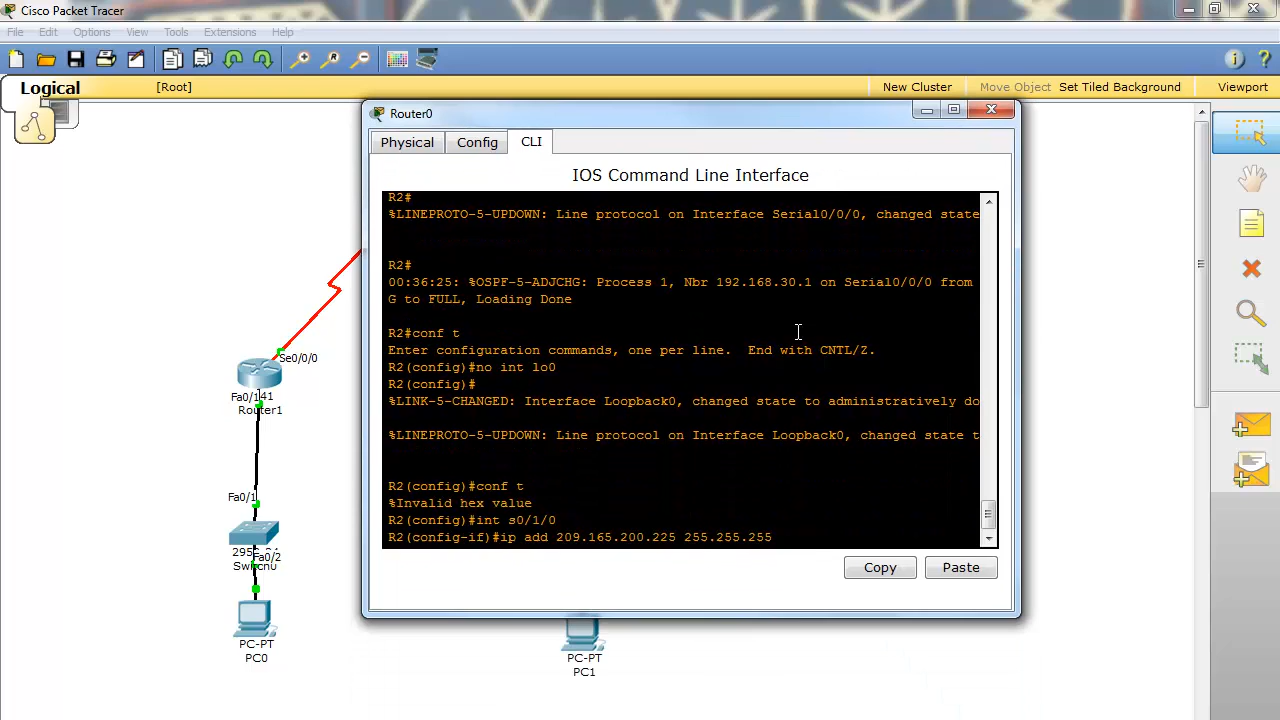 Cisco Packet Tracer
File Edit Options View Tools Extensions Help
Logical [Root] New Cluster Move Object Set Tiled Background Viewport
Router0
Physical Config CLI
IOS Command Line Interface
R2#
%LINEPROTO-5-UPDOWN: Line protocol on Interface Serial0/0/0, changed state
R2#
00:36:25: %OSPF-5-ADJCHG: Process 1, Nbr 192.168.30.1 on Serial0/0/0 from
G to FULL, Loading Done
R2#conf t
Enter configuration commands, one per line. End with CNTL/Z.
R2(config)#no int lo0
R2(config)#
%LINK-5-CHANGED: Interface Loopback0, changed state to administratively do
%LINEPROTO-5-UPDOWN: Line protocol on Interface Loopback0, changed state t
R2(config)#conf t
%Invalid hex value
R2(config)#int s0/1/0
R2(config-if)#ip add 209.165.200.225 255.255.255
Copy Paste
Se0/0/0
Router1
Fa0/1
Fa0/2
PC-PT
PC0
PC-PT
PC1